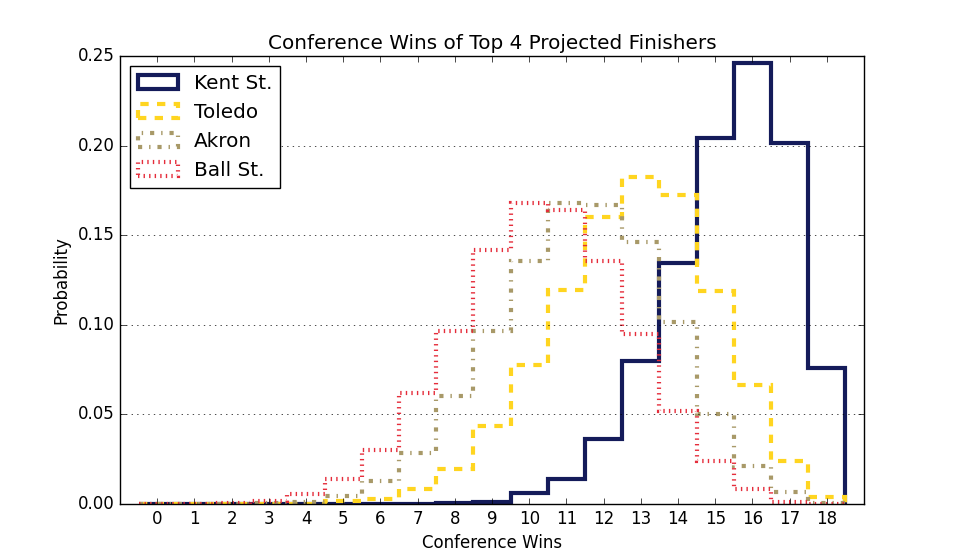 Conference Wins of Top 4 Projected Finishers
0.25
0.20
0.15
0.10
0.05
0.00
Probability
Kent St.
Toledo
Akron
Ball St.
0 1 2 3 4 5 6 7 8 9 10 11 12 13 14 15 16 17 18
Conference Wins